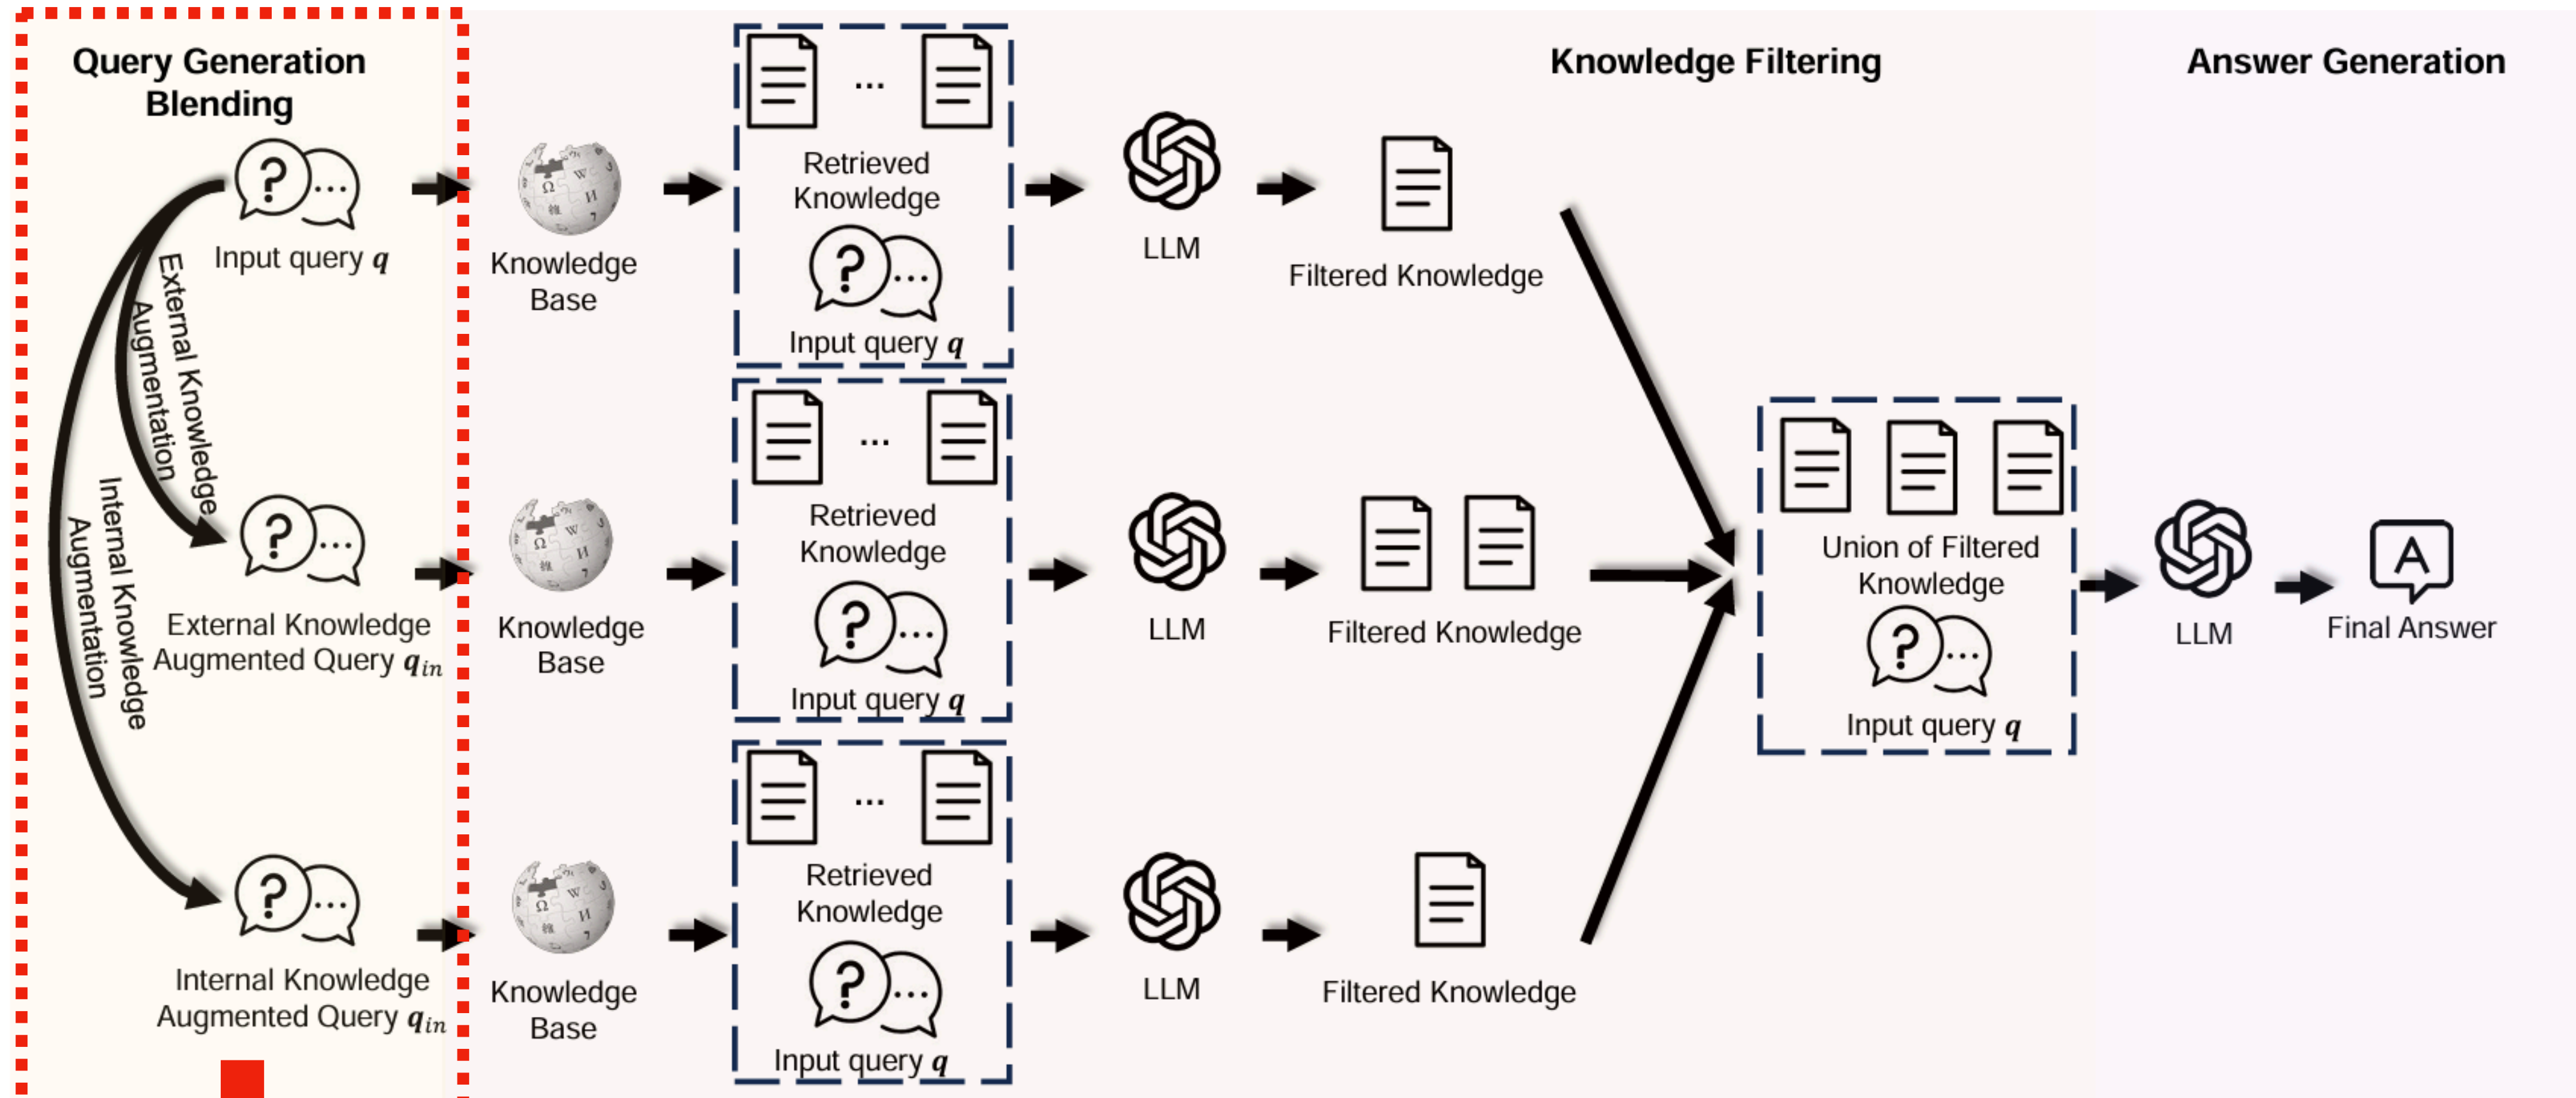 Query Generation
Blending
Knowledge Filtering
Answer Generation
Input query q
External Knowledge
Augmentation
Internal Knowledge
Augmentation
Knowledge
Base
...
Retrieved
Knowledge
Input query q
LLM
Filtered Knowledge
External Knowledge
Augmented Query qin
Knowledge
Base
...
Retrieved
Knowledge
Input query q
LLM
Filtered Knowledge
Union of Filtered
Knowledge
Input query q
LLM
A
Final Answer
Internal Knowledge
Augmented Query qin
Knowledge
Base
...
Retrieved
Knowledge
Input query q
LLM
Filtered Knowledge